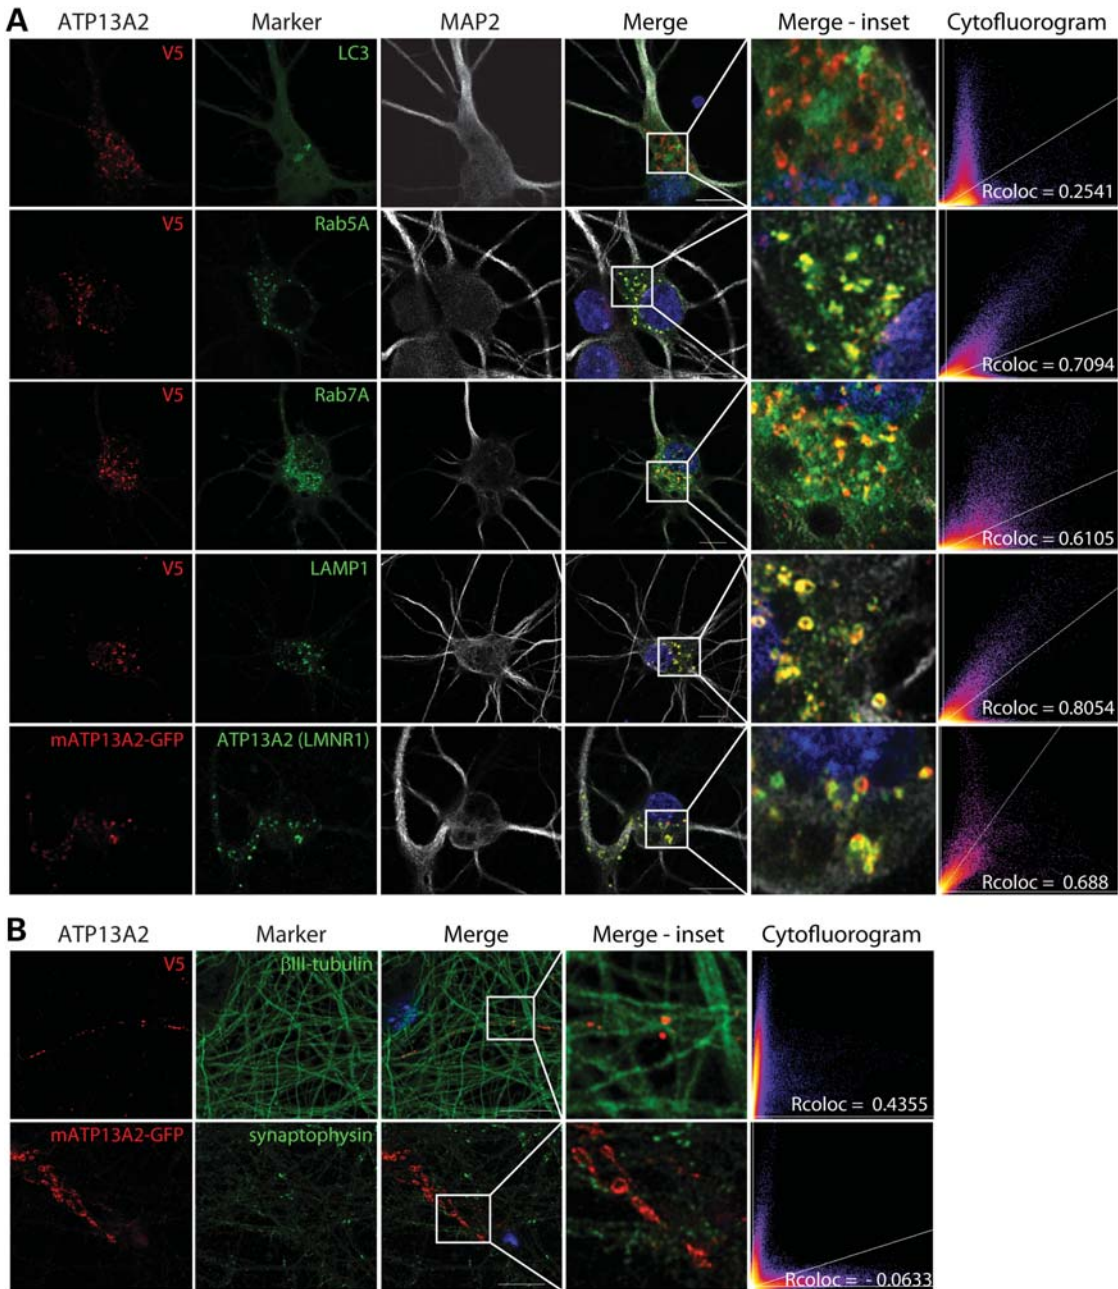 A
ATP13A2 Marker MAP2 Merge Merge - inset Cytofluorogram
V5 LC3 Rcoloc = 0.2541
V5 Rab5A Rcoloc = 0.7094
V5 Rab7A Rcoloc = 0.6105
V5 LAMP1 Rcoloc = 0.8054
mATP13A2-GFP ATP13A2 (LMNR1) Rcoloc = 0.688
B
ATP13A2 Marker Merge Merge - inset Cytofluorogram
V5 βIII-tubulin Rcoloc = 0.4355
mATP13A2-GFP synaptophysin Rcoloc = - 0.0633